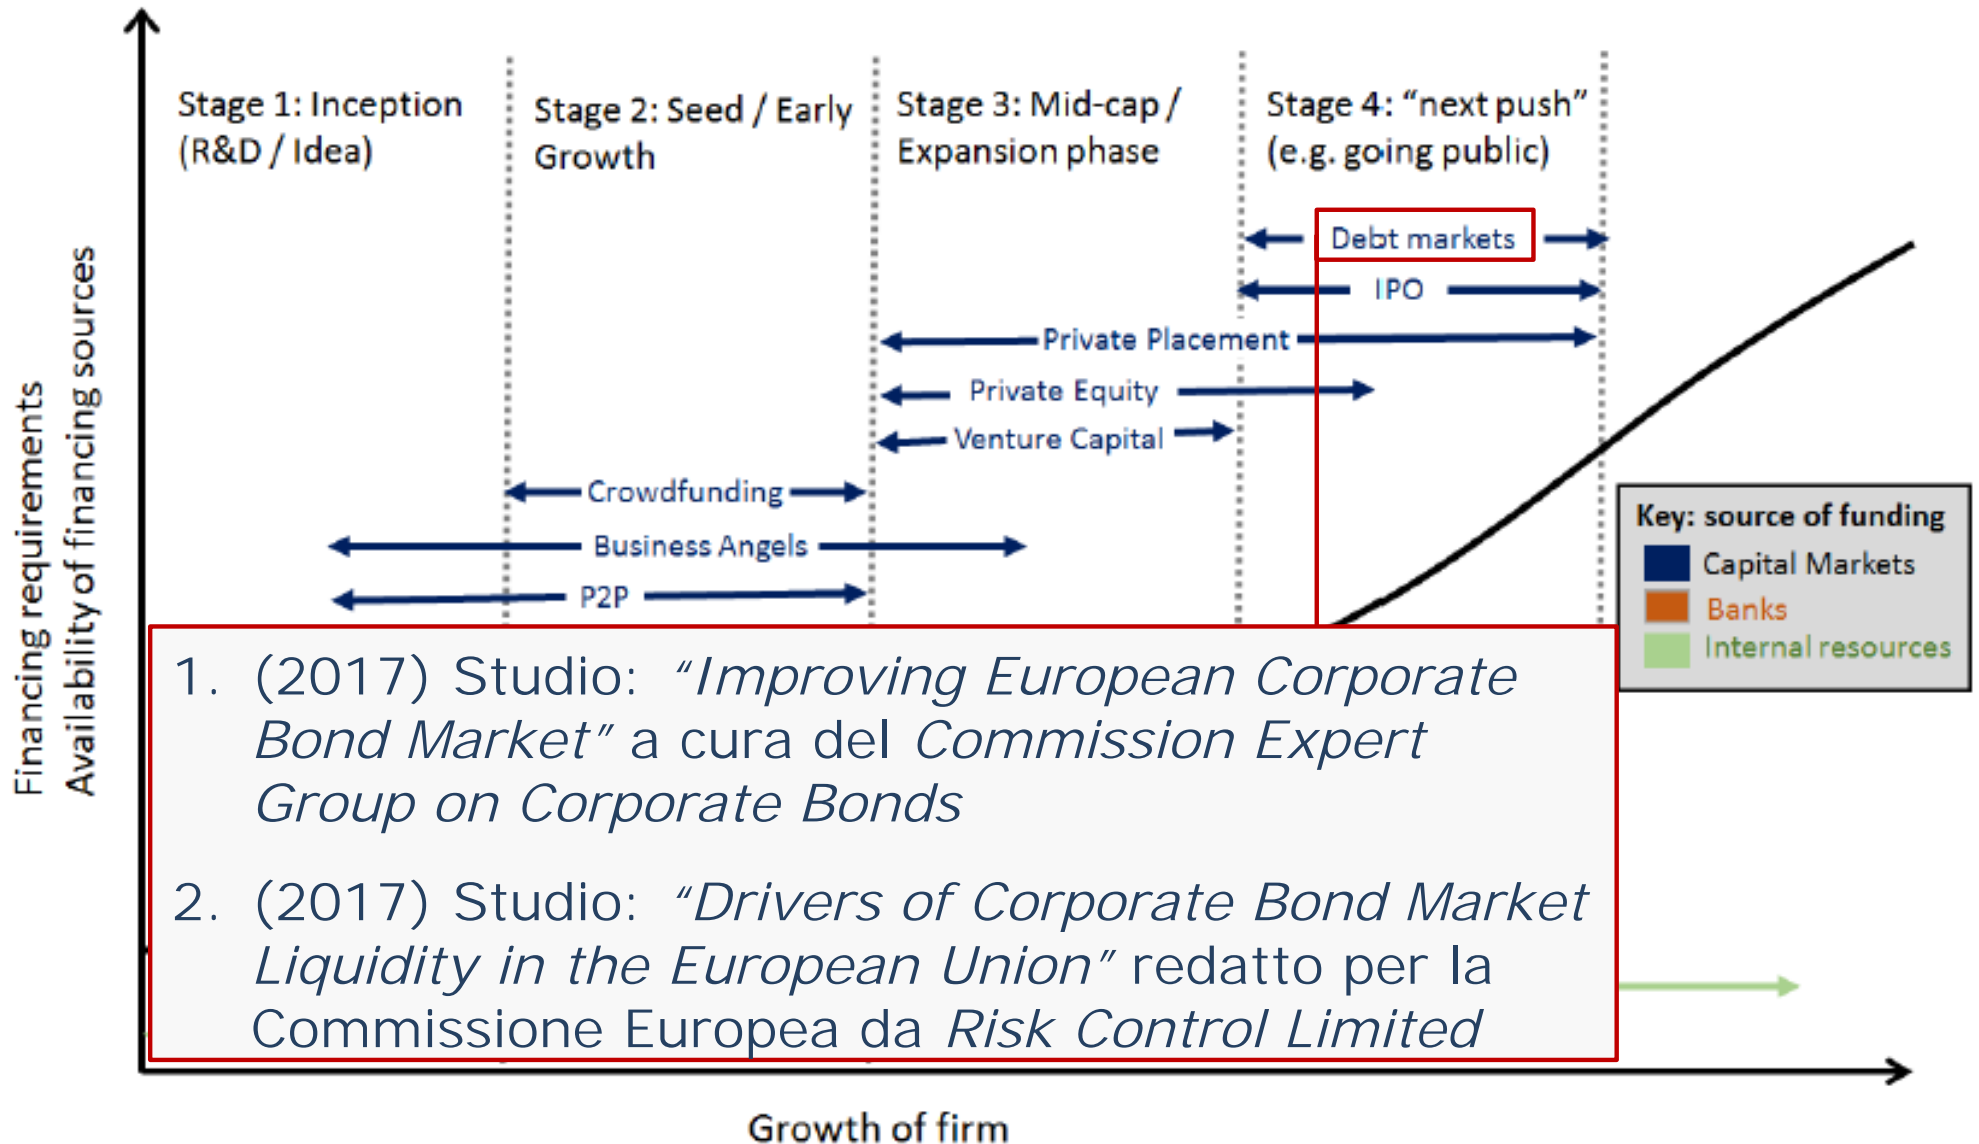 Stage 1: Inception
(R&D / Idea)
Stage 2: Seed / Early
Growth
Stage 3: Mid-cap /
Expansion phase
Stage 4: “next push”
(e.g. going public)
Debt markets
IPO
Private Placement
Private Equity
Venture Capital
Crowdfunding
Business Angels
P2P
Financing requirements
Availability of financing sources
Key: source of funding
Capital Markets
Banks
Internal resources
1. (2017) Studio: “Improving European Corporate
Bond Market” a cura del Commission Expert
Group on Corporate Bonds
2. (2017) Studio: “Drivers of Corporate Bond Market
Liquidity in the European Union” redatto per la
Commissione Europea da Risk Control Limited
Growth of firm